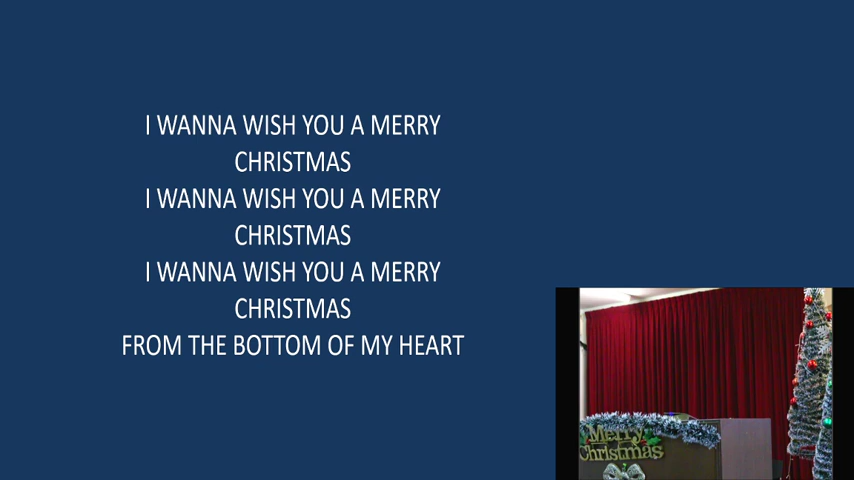 I WANNA WISH YOU A MERRY
CHRISTMAS
I WANNA WISH YOU A MERRY
CHRISTMAS
I WANNA WISH YOU A MERRY
CHRISTMAS
FROM THE BOTTOM OF MY HEART
Merry
Christmas